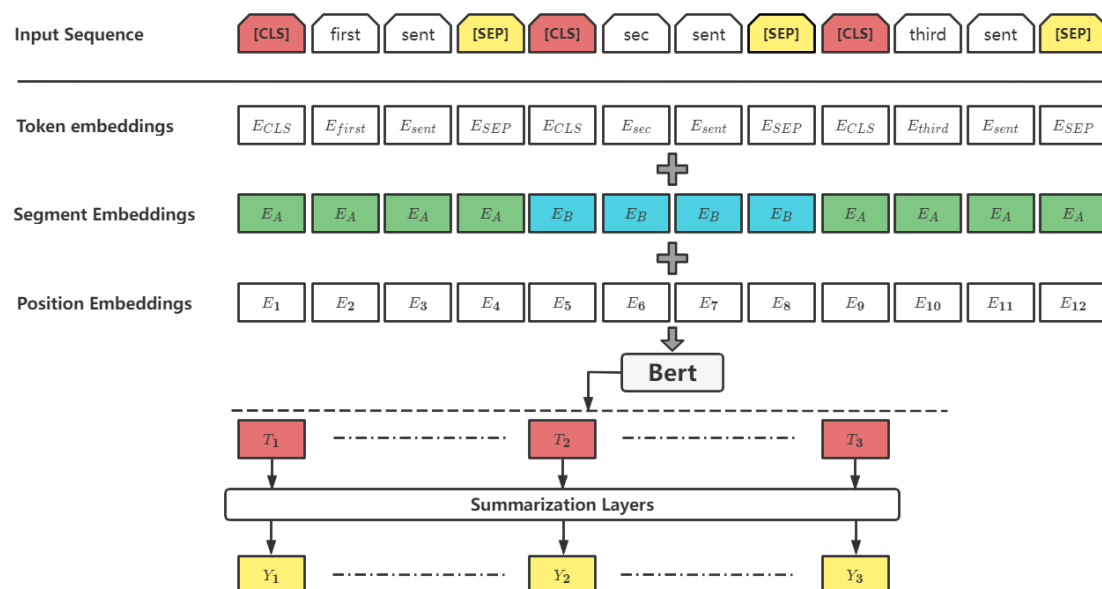 Input Sequence [CLS] first sent [SEP] [CLS] sec sent [SEP] [CLS] third sent [SEP]
Token embeddings E_CLS E_first E_sent E_SEP E_CLS E_sec E_sent E_SEP E_CLS E_third E_sent E_SEP
Segment Embeddings E_A E_A E_A E_A E_B E_B E_B E_B E_A E_A E_A E_A
Position Embeddings E_1 E_2 E_3 E_4 E_5 E_6 E_7 E_8 E_9 E_10 E_11 E_12
Bert
T_1 T_2 T_3
Summarization Layers
Y_1 Y_2 Y_3